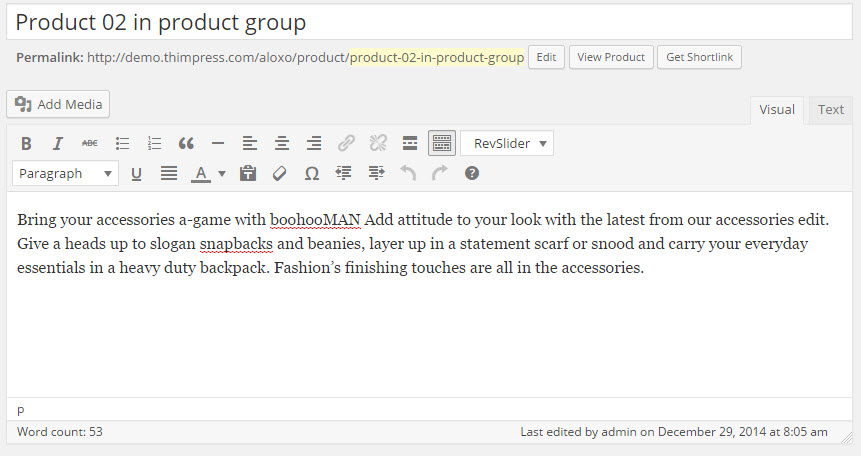 Product 02 in product group
Permalink: http://demo.thimpress.com/aloxo/product/product-02-in-product-group Edit View Product Get Shortlink
Add Media
Visual Text
B I ABC RevSlider
Paragraph U A Ω ?
Bring your accessories a-game with boohooMAN Add attitude to your look with the latest from our accessories edit.
Give a heads up to slogan snapbacks and beanies, layer up in a statement scarf or snood and carry your everyday
essentials in a heavy duty backpack. Fashion’s finishing touches are all in the accessories.
p
Word count: 53 Last edited by admin on December 29, 2014 at 8:05 am